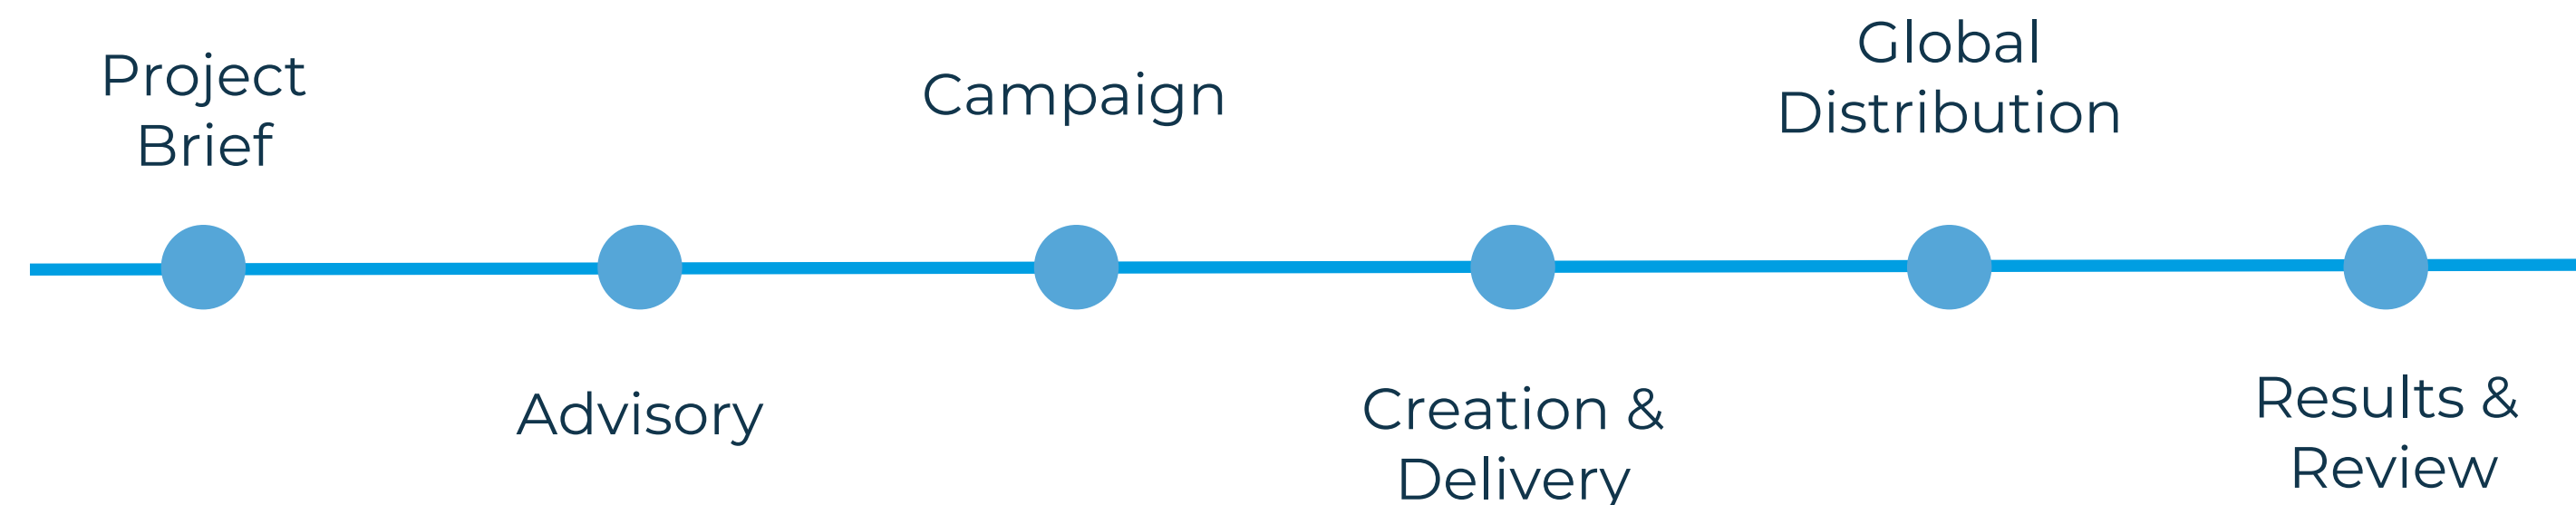 Project
Brief
Advisory
Campaign
Creation &
Delivery
Global
Distribution
Results &
Review